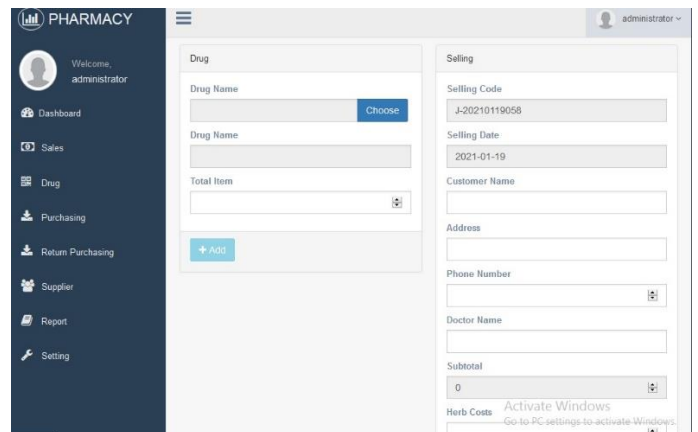 PHARMACY
administrator
Welcome,
administrator
Dashboard
Sales
Drug
Purchasing
Return Purchasing
Supplier
Report
Setting
Drug
Drug Name
Choose
Drug Name
Total Item
+ Add
Selling
Selling Code
J-20210119058
Selling Date
2021-01-19
Customer Name
Address
Phone Number
Doctor Name
Subtotal
0
Herb Costs
Activate Windows
Go to PC settings to activate Windows.